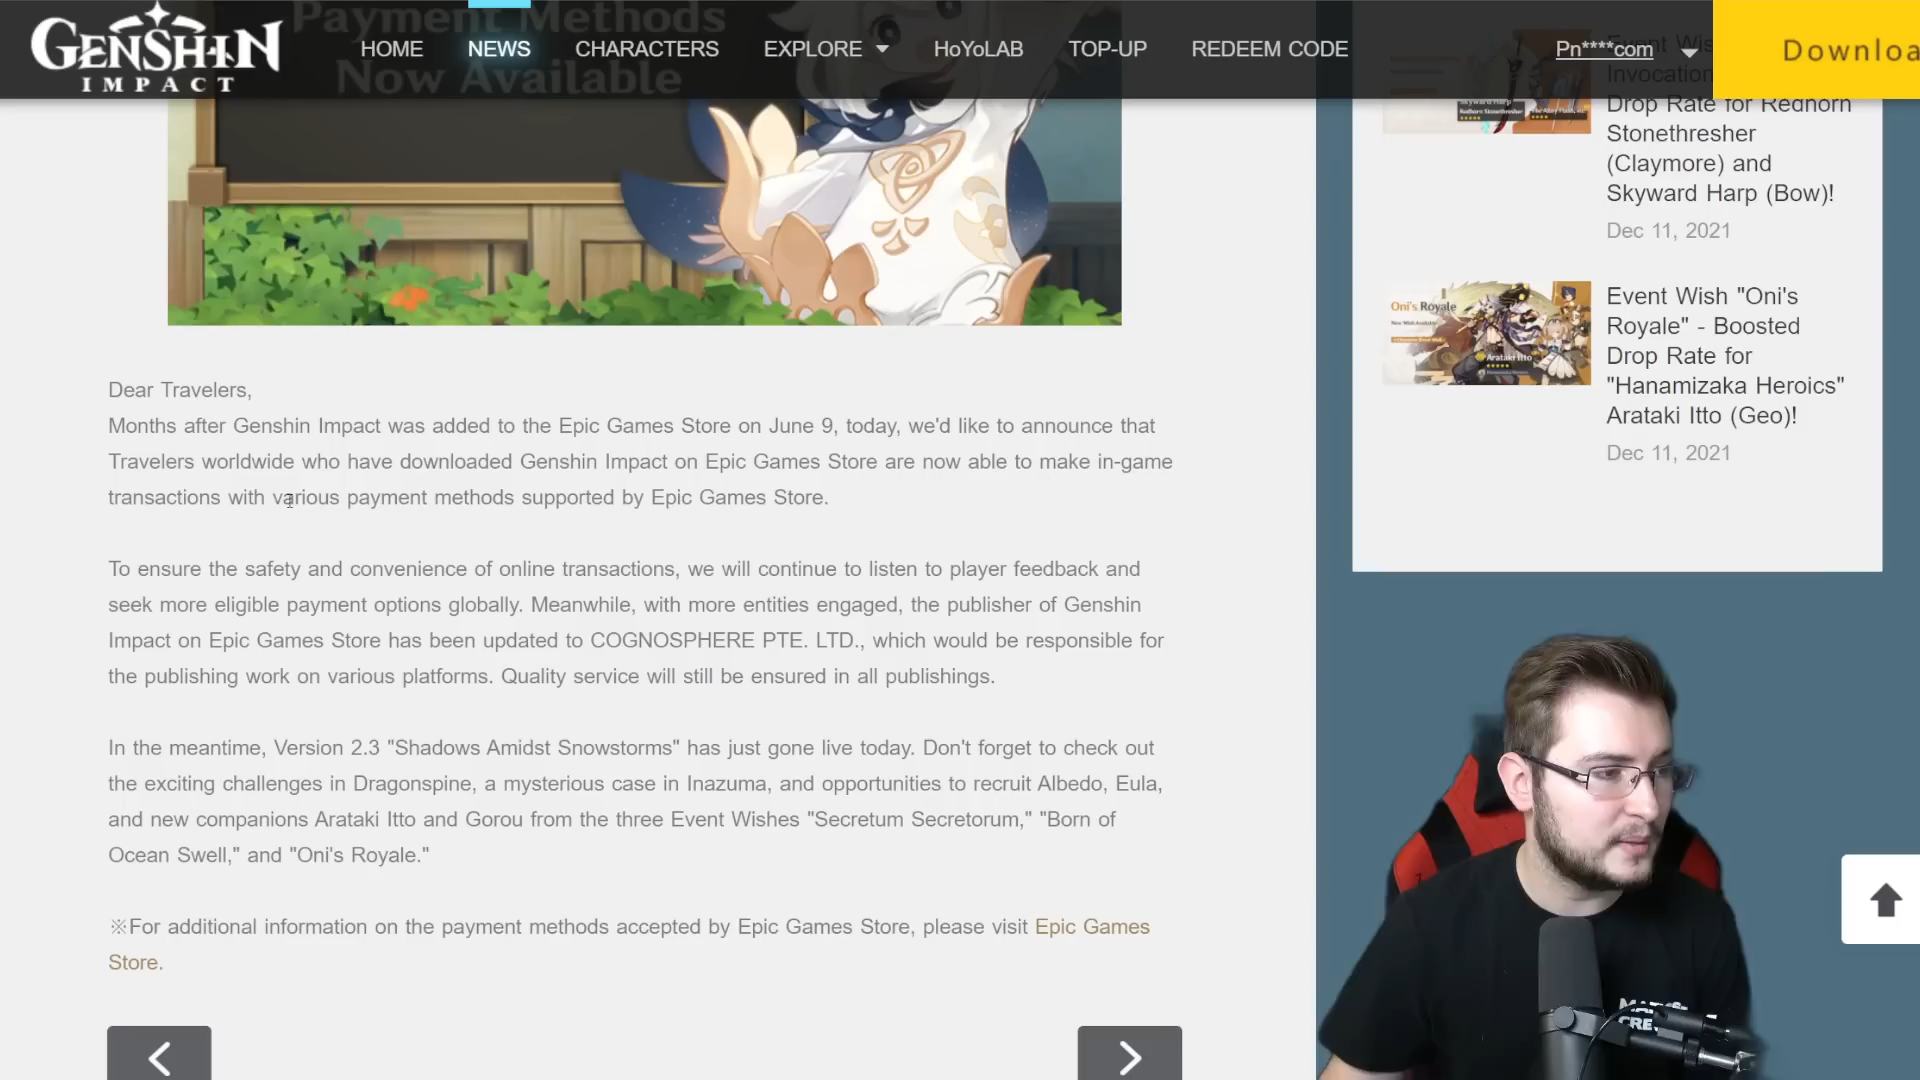 Payment Methods
Now Available
GENSHIN
IMPACT
HOME
NEWS
CHARACTERS
EXPLORE
HoYoLAB
TOP-UP
REDEEM CODE
Pn****com
Event Wis
Invocation
Drop Rate for Redhorn
Stonethresher
(Claymore) and
Skyward Harp (Bow)!
Dec 11, 2021
Oni's Royale
Arataki Itto
Event Wish "Oni's
Royale" - Boosted
Drop Rate for
"Hanamizaka Heroics"
Arataki Itto (Geo)!
Dec 11, 2021
Dear Travelers,
Months after Genshin Impact was added to the Epic Games Store on June 9, today, we'd like to announce that
Travelers worldwide who have downloaded Genshin Impact on Epic Games Store are now able to make in-game
transactions with various payment methods supported by Epic Games Store.
To ensure the safety and convenience of online transactions, we will continue to listen to player feedback and
seek more eligible payment options globally. Meanwhile, with more entities engaged, the publisher of Genshin
Impact on Epic Games Store has been updated to COGNOSPHERE PTE. LTD., which would be responsible for
the publishing work on various platforms. Quality service will still be ensured in all publishings.
In the meantime, Version 2.3 "Shadows Amidst Snowstorms" has just gone live today. Don't forget to check out
the exciting challenges in Dragonspine, a mysterious case in Inazuma, and opportunities to recruit Albedo, Eula,
and new companions Arataki Itto and Gorou from the three Event Wishes "Secretum Secretorum," "Born of
Ocean Swell," and "Oni's Royale."
※For additional information on the payment methods accepted by Epic Games Store, please visit Epic Games
Store.